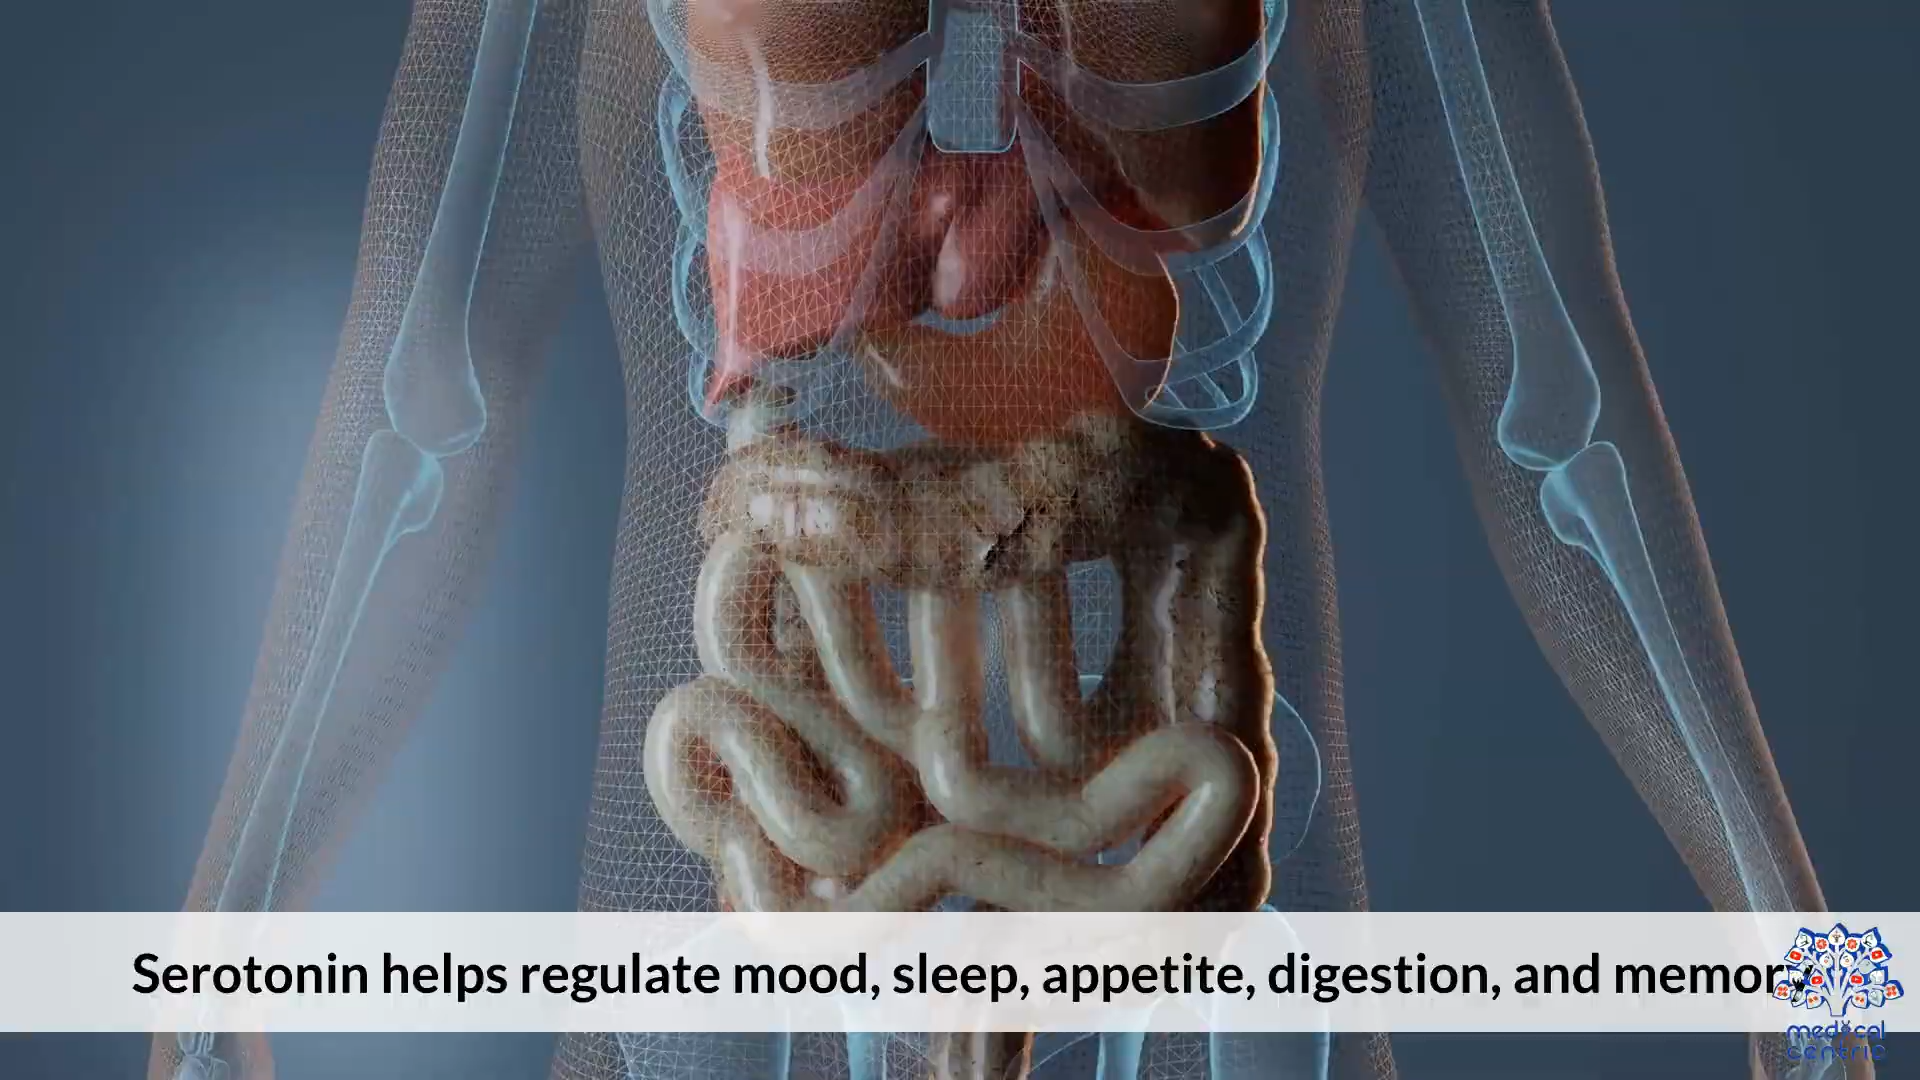 Serotonin helps regulate mood, sleep, appetite, digestion, and memory
medical
centric